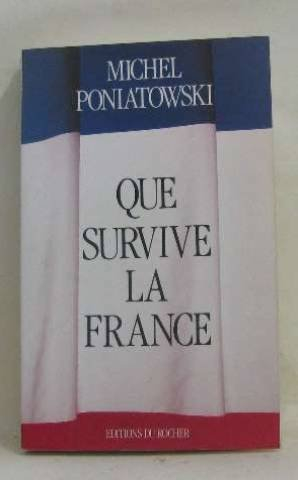 MICHEL
PONIATOWSKI
QUE
SURVIVE
LA
FRANCE
EDITIONS DU ROCHER